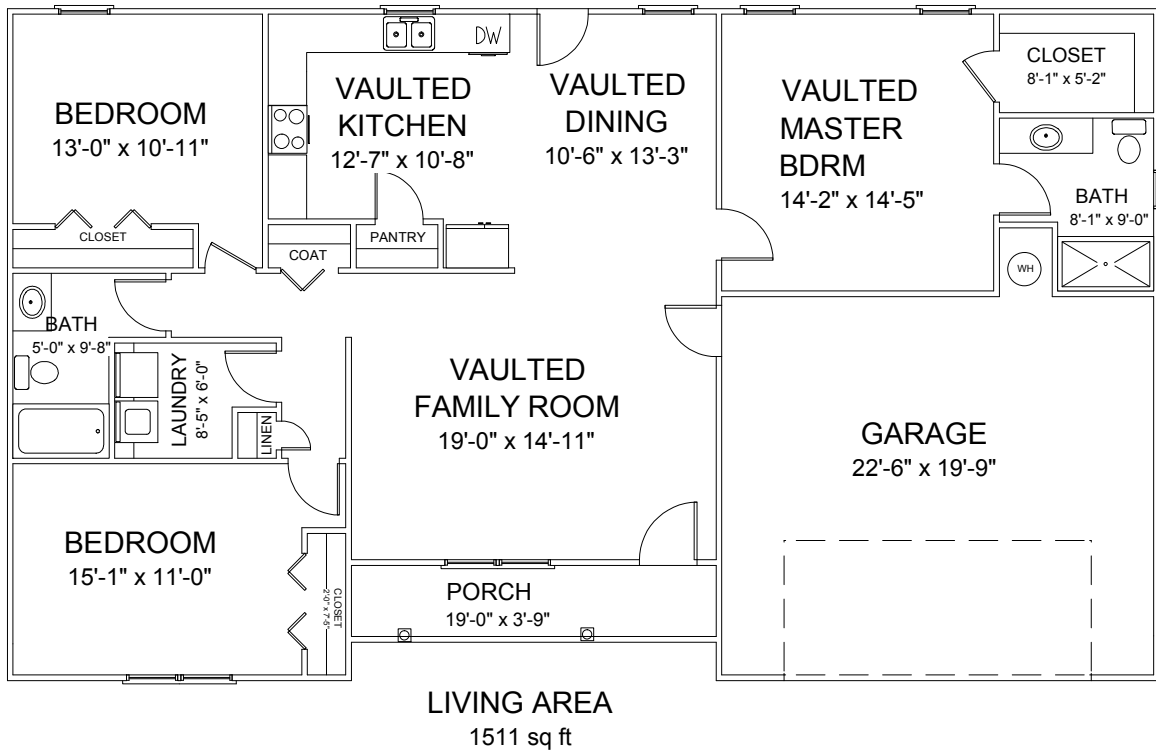 BEDROOM
13'-0" x 10'-11"
CLOSET
VAULTED
KITCHEN
12'-7" x 10'-8"
DW
VAULTED
DINING
10'-6" x 13'-3"
COAT
PANTRY
VAULTED
MASTER
BDRM
14'-2" x 14'-5"
CLOSET
8'-1" x 5'-2"
BATH
8'-1" x 9'-0"
WH
BATH
5'-0" x 9'-8"
LAUNDRY
8'-5" x 6'-0"
LINEN
VAULTED
FAMILY ROOM
19'-0" x 14'-11"
GARAGE
22'-6" x 19'-9"
BEDROOM
15'-1" x 11'-0"
CLOSET
2'-0" x 7'-6"
PORCH
19'-0" x 3'-9"
LIVING AREA
1511 sq ft